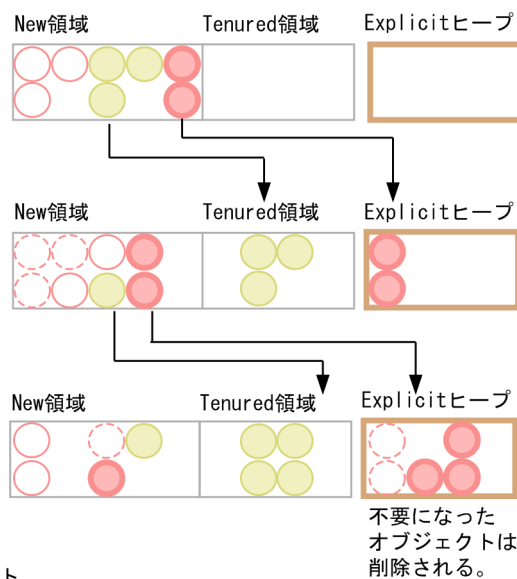 New領域 Tenured領域 Explicitヒープ
New領域 Tenured領域 Explicitヒープ
New領域 Tenured領域 Explicitヒープ
不要になった
オブジェクトは
削除される。
ト